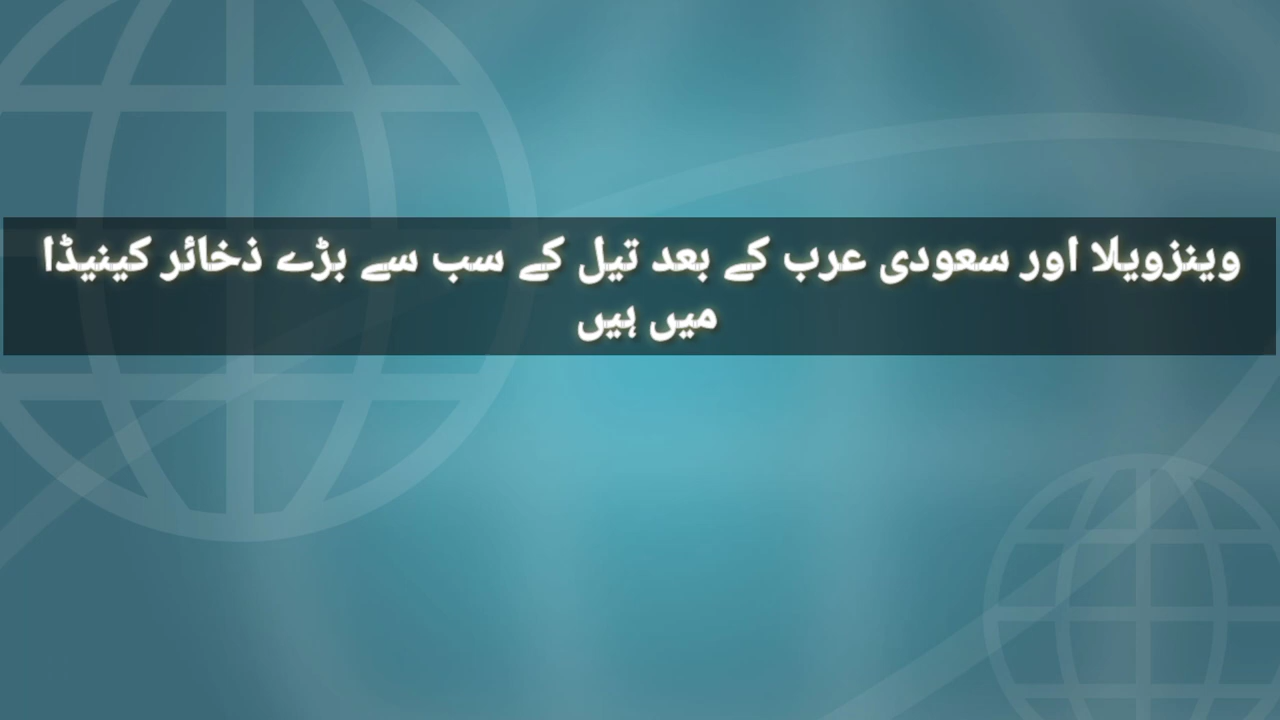 وینزویلا اور سعودی عرب کے بعد تیل کے سب سے بڑے ذخائر کینیڈا
میں ہیں